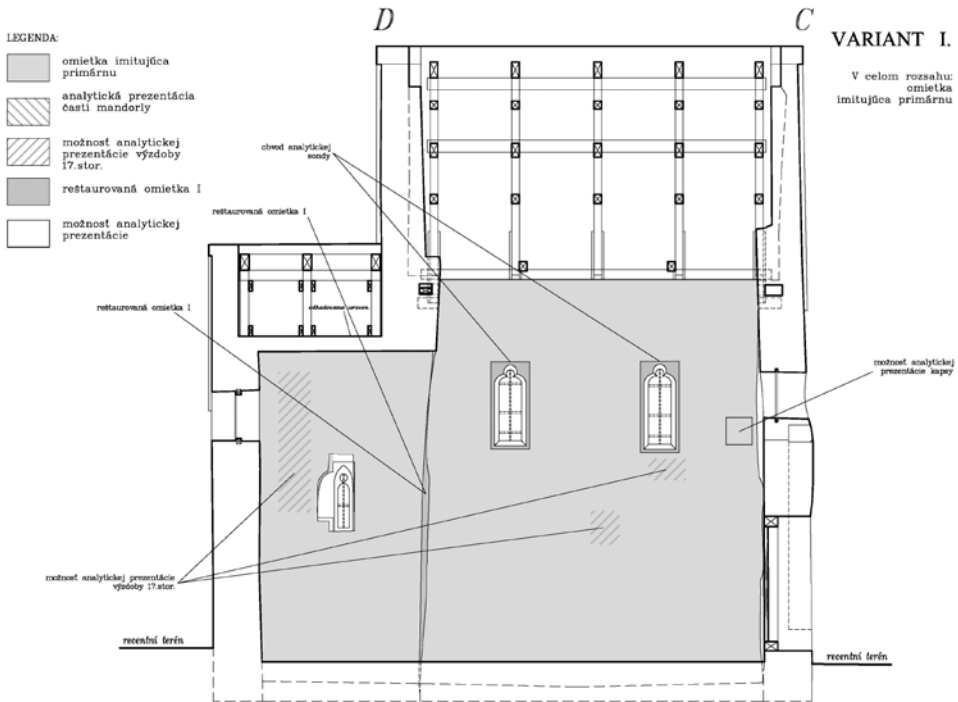 D
C
VARIANT I.
V celom rozsahu:
omietka
imitujúca primárnu
LEGENDA:
omietka imitujúca
primárnu
analytická prezentácia
časti mandorly
možnosť analytickej
prezentácie výzdoby
17.stor.
reštaurovaná omietka I
možnosť analytickej
prezentácie
obvod analytickej
sondy
reštaurovaná omietka I
reštaurovaná omietka I
možnosť analytickej
prezentácie kapsy
možnosť analytickej prezentácie
výzdoby 17.stor.
recentní terén
recentní terén